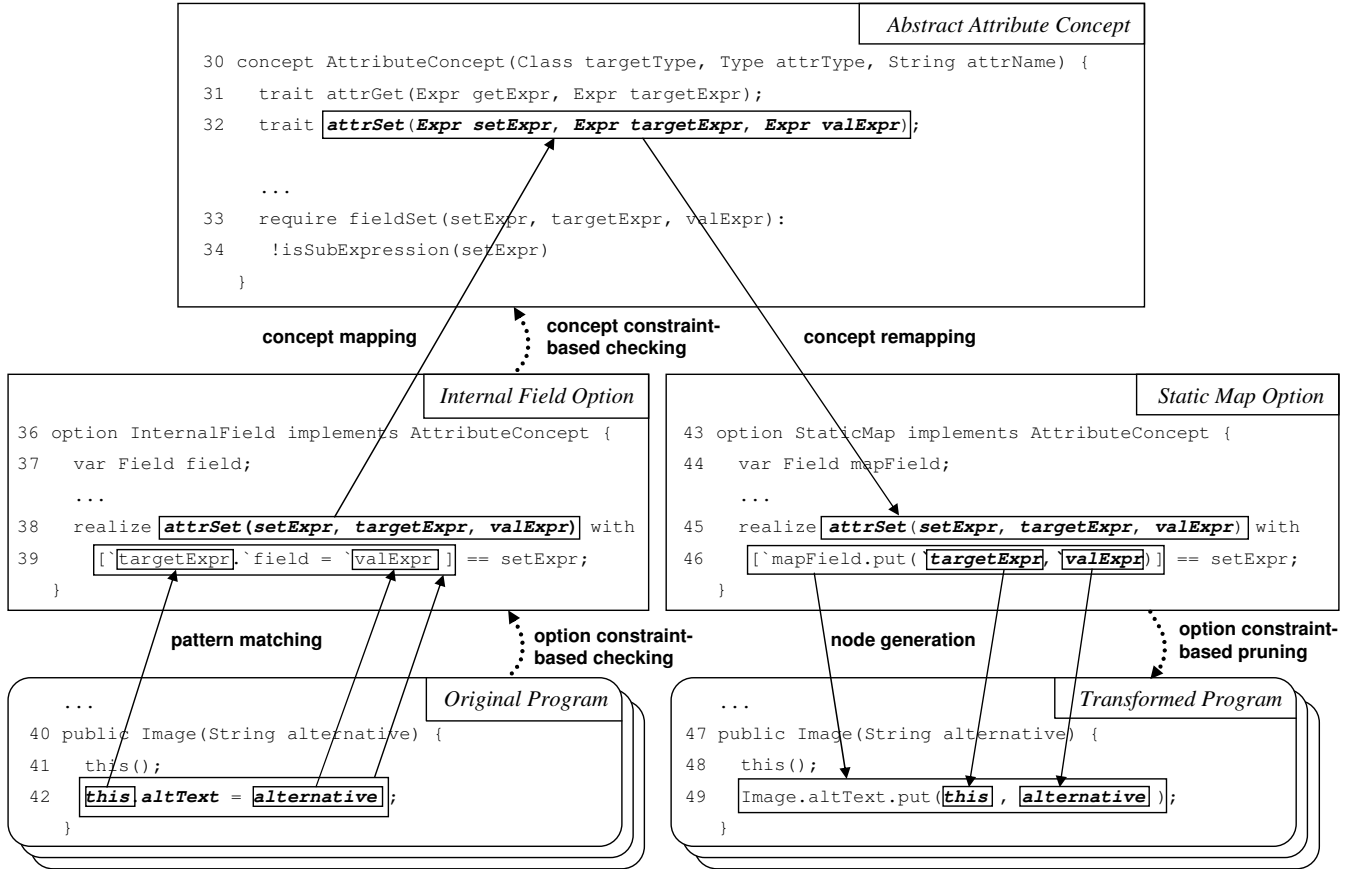 Abstract Attribute Concept
30 concept AttributeConcept(Class targetType, Type attrType, String attrName) {
31 trait attrGet(Expr getExpr, Expr targetExpr);
32 trait attrSet(Expr setExpr, Expr targetExpr, Expr valExpr);
...
33 require fieldSet(setExpr, targetExpr, valExpr):
34 !isSubExpression(setExpr)
}
concept mapping
concept constraint-
based checking
concept remapping
Internal Field Option
36 option InternalField implements AttributeConcept {
37 var Field field;
...
38 realize attrSet(setExpr, targetExpr, valExpr) with
39 [`targetExpr.`field = `valExpr ] == setExpr;
}
Static Map Option
43 option StaticMap implements AttributeConcept {
44 var Field mapField;
...
45 realize attrSet(setExpr, targetExpr, valExpr) with
46 [`mapField.put(`targetExpr,`valExpr)] == setExpr;
}
pattern matching
option constraint-
based checking
node generation
option constraint-
based pruning
Original Program
...
40 public Image(String alternative) {
41 this();
42 this.altText = alternative ;
}
Transformed Program
...
47 public Image(String alternative) {
48 this();
49 Image.altText.put(this , alternative );
}